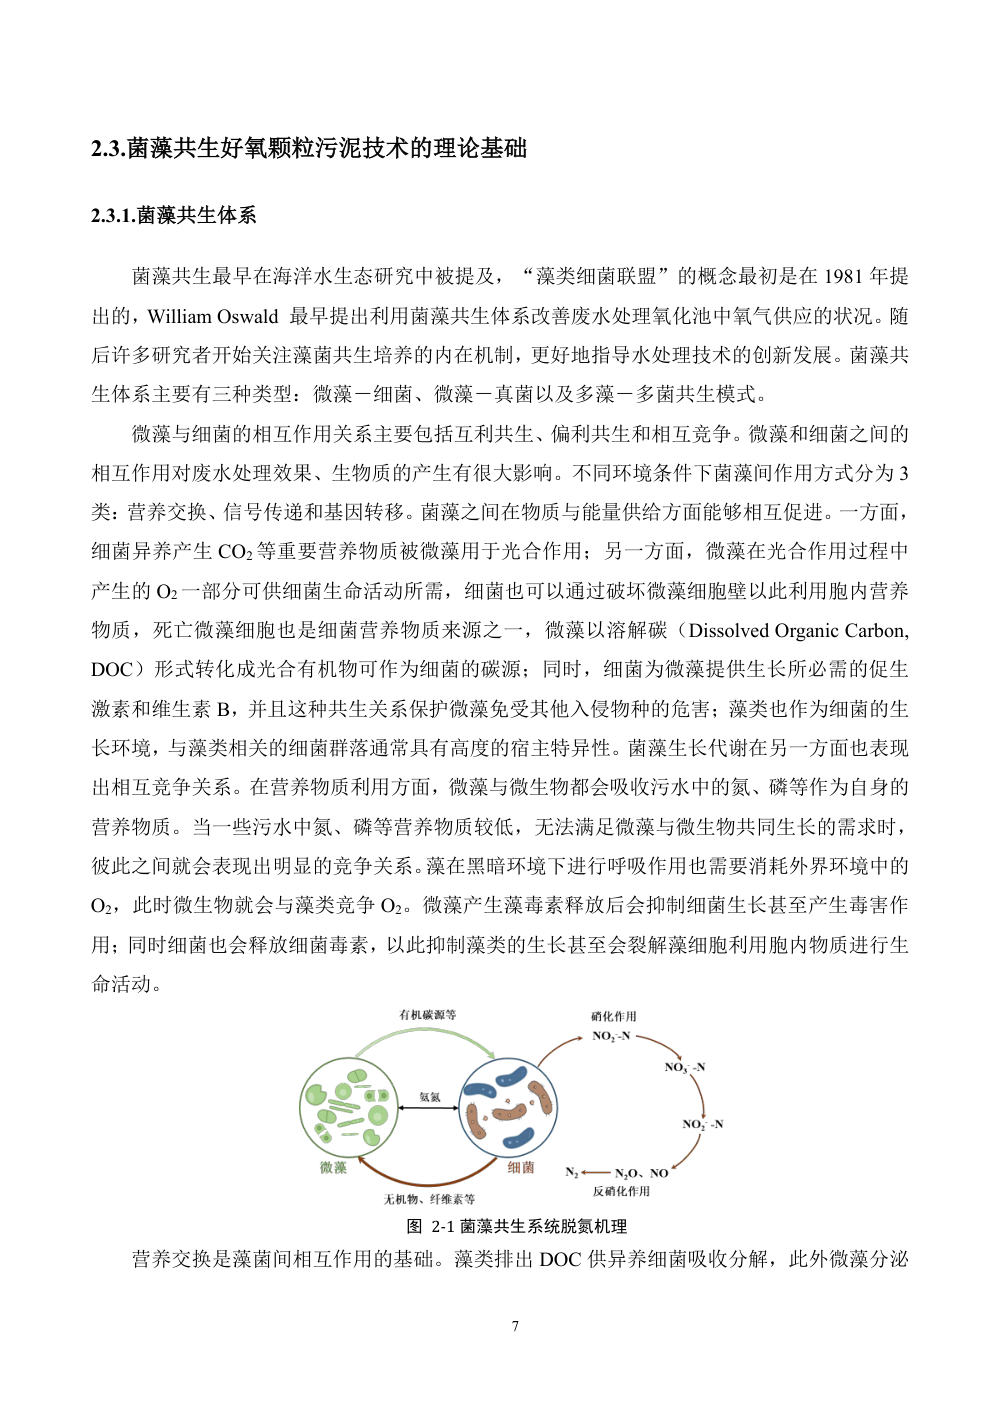 2.3.菌藻共生好氧颗粒污泥技术的理论基础
2.3.1.菌藻共生体系
菌藻共生最早在海洋水生态研究中被提及，“藻类细菌联盟”的概念最初是在 1981 年提
出的，William Oswald 最早提出利用菌藻共生体系改善废水处理氧化池中氧气供应的状况。随
后许多研究者开始关注藻菌共生培养的内在机制，更好地指导水处理技术的创新发展。菌藻共
生体系主要有三种类型：微藻－细菌、微藻－真菌以及多藻－多菌共生模式。
微藻与细菌的相互作用关系主要包括互利共生、偏利共生和相互竞争。微藻和细菌之间的
相互作用对废水处理效果、生物质的产生有很大影响。不同环境条件下菌藻间作用方式分为 3
类：营养交换、信号传递和基因转移。菌藻之间在物质与能量供给方面能够相互促进。一方面，
细菌异养产生 CO₂ 等重要营养物质被微藻用于光合作用；另一方面，微藻在光合作用过程中
产生的 O₂ 一部分可供细菌生命活动所需，细菌也可以通过破坏微藻细胞壁以此利用胞内营养
物质，死亡微藻细胞也是细菌营养物质来源之一，微藻以溶解碳（Dissolved Organic Carbon,
DOC）形式转化成光合有机物可作为细菌的碳源；同时，细菌为微藻提供生长所必需的促生
激素和维生素 B，并且这种共生关系保护微藻免受其他入侵物种的危害；藻类也作为细菌的生
长环境，与藻类相关的细菌群落通常具有高度的宿主特异性。菌藻生长代谢在另一方面也表现
出相互竞争关系。在营养物质利用方面，微藻与微生物都会吸收污水中的氮、磷等作为自身的
营养物质。当一些污水中氮、磷等营养物质较低，无法满足微藻与微生物共同生长的需求时，
彼此之间就会表现出明显的竞争关系。藻在黑暗环境下进行呼吸作用也需要消耗外界环境中的
O₂，此时微生物就会与藻类竞争 O₂。微藻产生藻毒素释放后会抑制细菌生长甚至产生毒害作
用；同时细菌也会释放细菌毒素，以此抑制藻类的生长甚至会裂解藻细胞利用胞内物质进行生
命活动。
有机碳源等
硝化作用
NO₂⁻-N
NO₃⁻-N
氨氮
NO₂⁻-N
微藻
细菌
N₂
N₂O、NO
反硝化作用
无机物、纤维素等
图 2-1 菌藻共生系统脱氮机理
营养交换是藻菌间相互作用的基础。藻类排出 DOC 供异养细菌吸收分解，此外微藻分泌
7